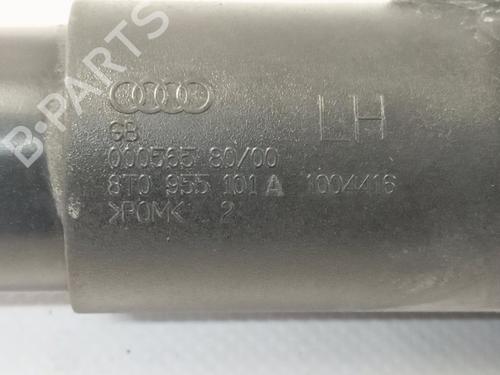 B-PARTS
GB
LH
000565 80/00
8T0 955 101 A 1004416
>POM< 2